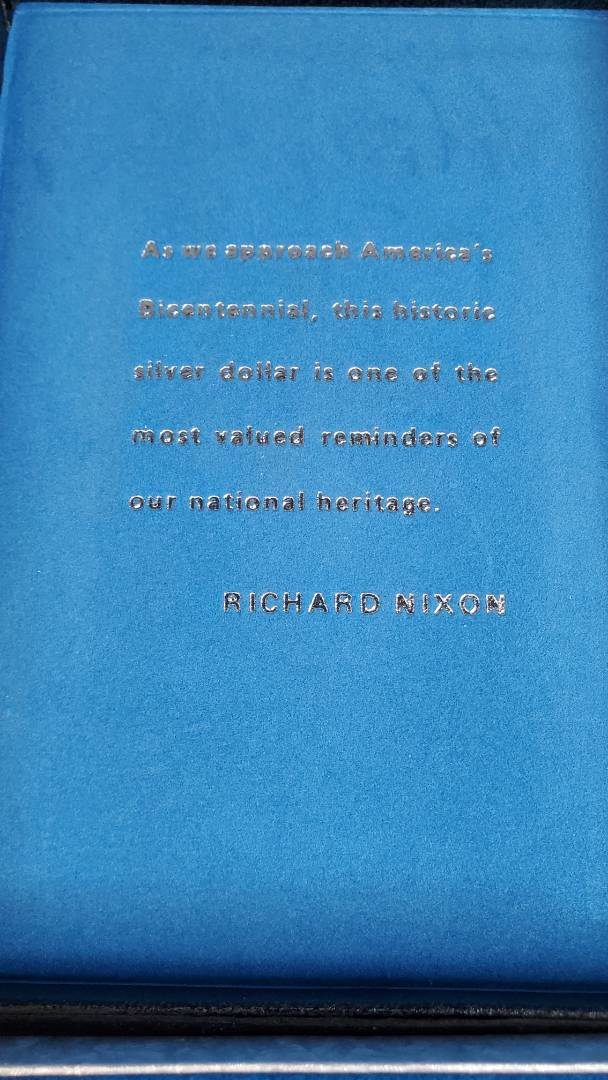 As we approach America's
Bicentennial, this historic
silver dollar is one of the
most valued reminders of
our national heritage.
RICHARD NIXON